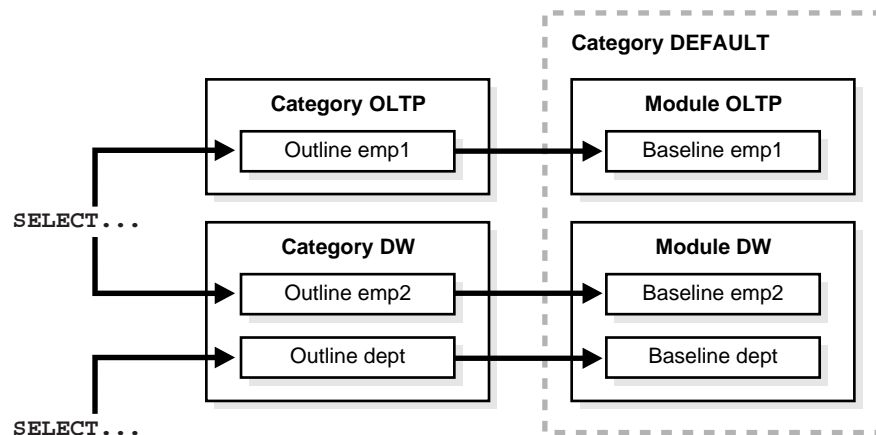 Category DEFAULT
Category OLTP
Module OLTP
Outline emp1
Baseline emp1
SELECT...
Category DW
Module DW
Outline emp2
Baseline emp2
Outline dept
Baseline dept
SELECT...